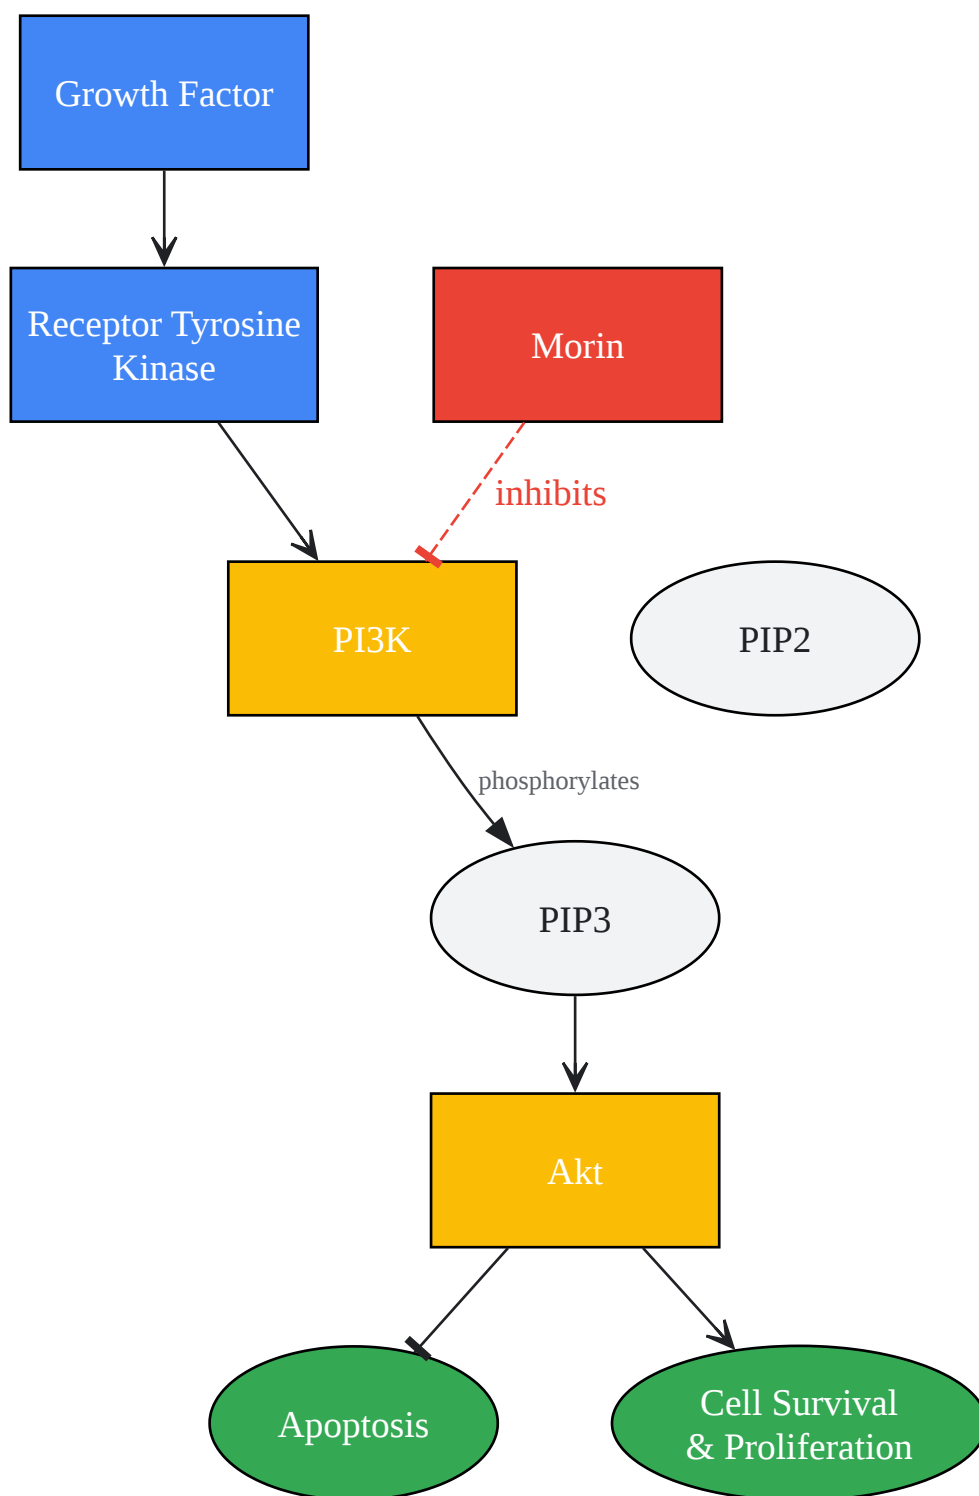 Growth Factor
Receptor Tyrosine
Kinase
Morin
inhibits
PI3K
PIP2
phosphorylates
PIP3
Akt
Apoptosis
Cell Survival
& Proliferation